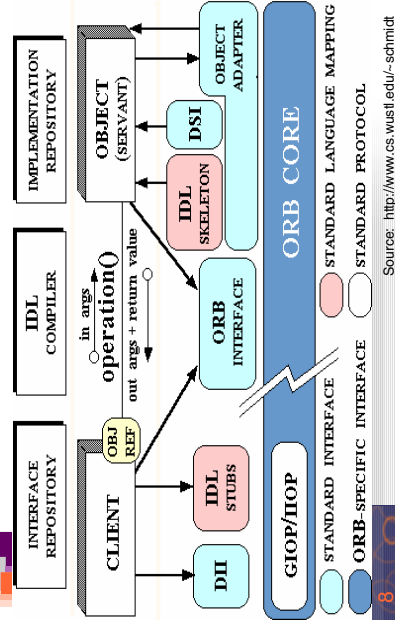 INTERFACE
REPOSITORY
IDL
COMPILER
IMPLEMENTATION
REPOSITORY
CLIENT
OBJ
REF
in args
operation()
out args + return value
OBJECT
(SERVANT)
DII
IDL
STUBS
ORB
INTERFACE
IDL
SKELETON
DSI
OBJECT
ADAPTER
GIOP/IIOP
ORB CORE
STANDARD INTERFACE
STANDARD LANGUAGE MAPPING
ORB-SPECIFIC INTERFACE
STANDARD PROTOCOL
8
Source: http://www.cs.wustl.edu/~schmidt